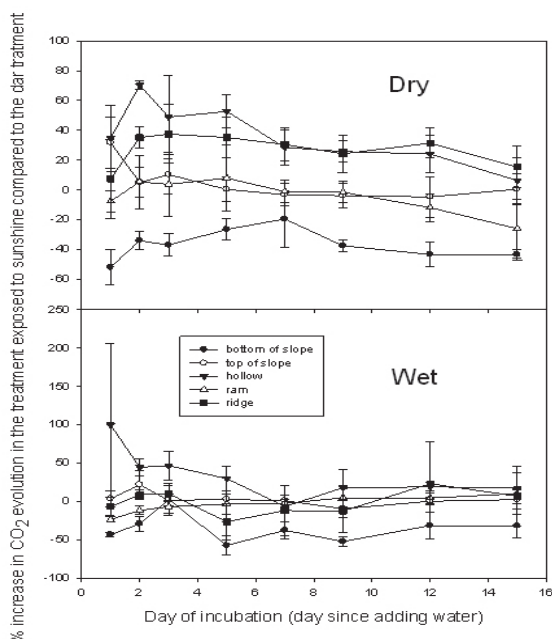 % increase in CO2 evolution in the treatment exposed to sunshine compared to the dar tratment
100
80
60
40
20
0
-20
-40
-60
Dry
250
200
150
100
50
0
-50
-100
bottom of slope
top of slope
hollow
ram
ridge
Wet
0 2 4 6 8 10 12 14 16
Day of incubation (day since adding water)